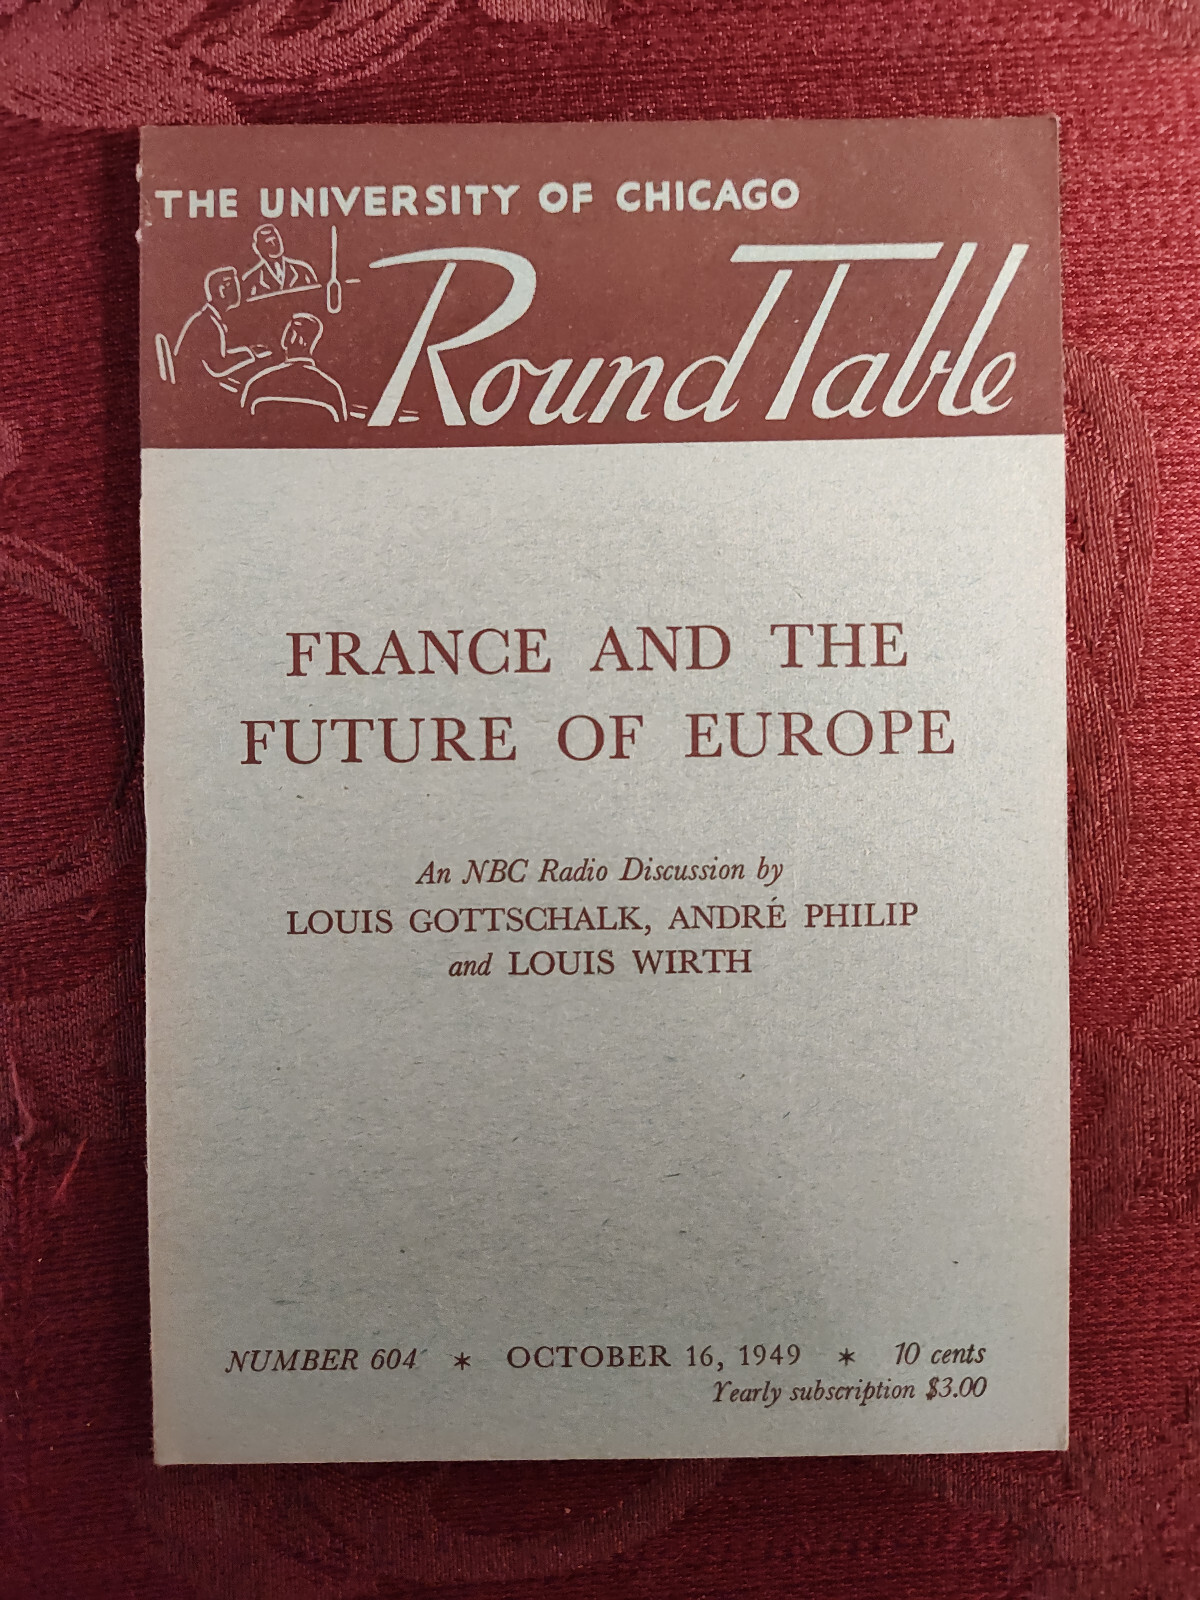 THE UNIVERSITY OF CHICAGO
Round Table
FRANCE AND THE
FUTURE OF EUROPE
An NBC Radio Discussion by
LOUIS GOTTSCHALK, ANDRÉ PHILIP
and LOUIS WIRTH
NUMBER 604 * OCTOBER 16, 1949 * 10 cents
Yearly subscription $3.00